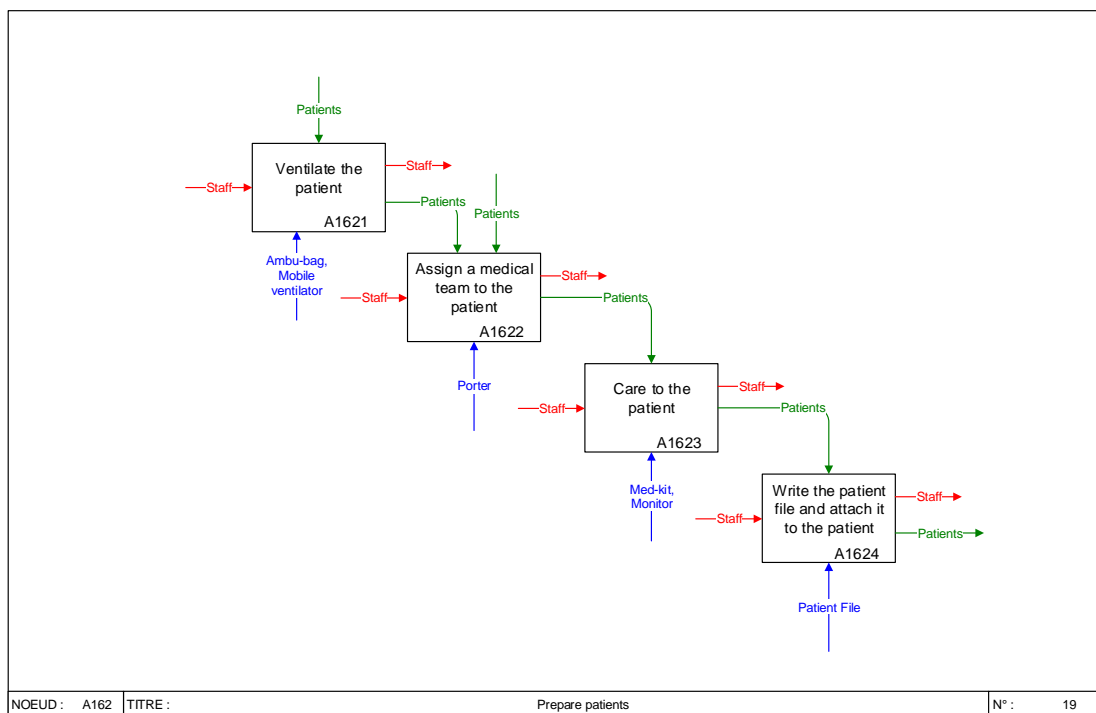 Patients
Ventilate the
patient
A1621
Staff
Staff
Patients
Patients
Ambu-bag,
Mobile
ventilator
Assign a medical
team to the
patient
A1622
Staff
Staff
Patients
Porter
Care to the
patient
A1623
Staff
Staff
Patients
Med-kit,
Monitor
Write the patient
file and attach it
to the patient
A1624
Staff
Staff
Patients
Patient File
NOEUD : A162 TITRE : Prepare patients N° : 19